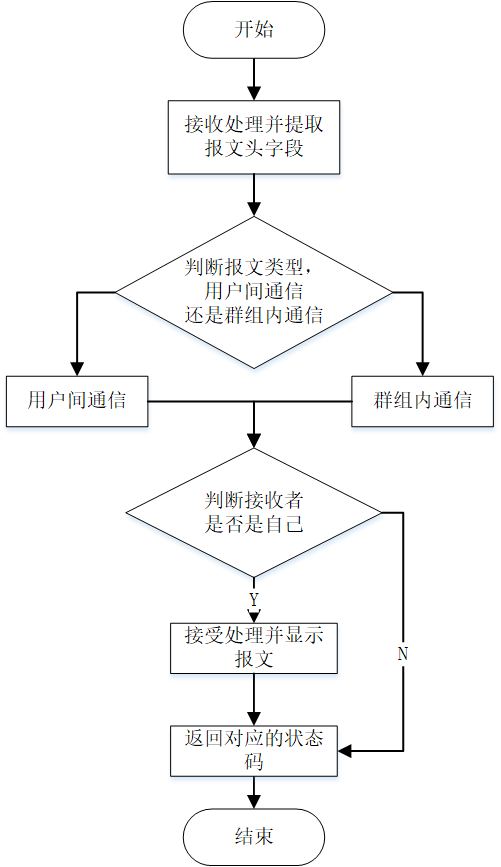 开始
接收处理并提取
报文头字段
判断报文类型，
用户间通信
还是群组内通信
用户间通信
群组内通信
判断接收者
是否是自己
Y
接受处理并显示
报文
N
返回对应的状态
码
结束